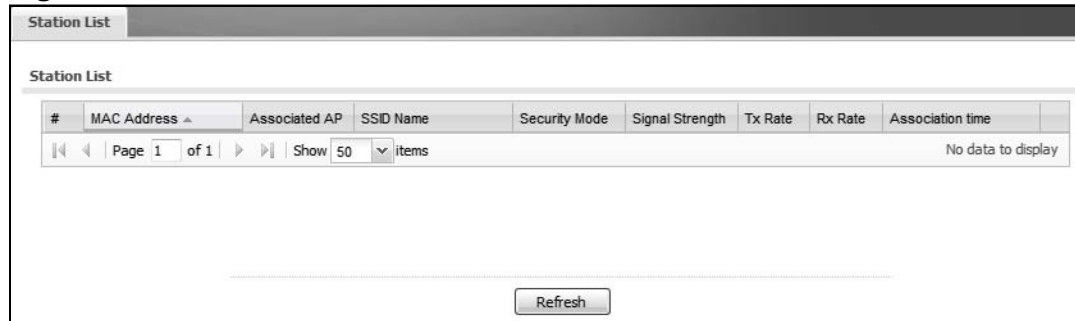 Station List
Station List
# MAC Address Associated AP SSID Name Security Mode Signal Strength Tx Rate Rx Rate Association time
Page 1 of 1 Show 50 items No data to display
Refresh